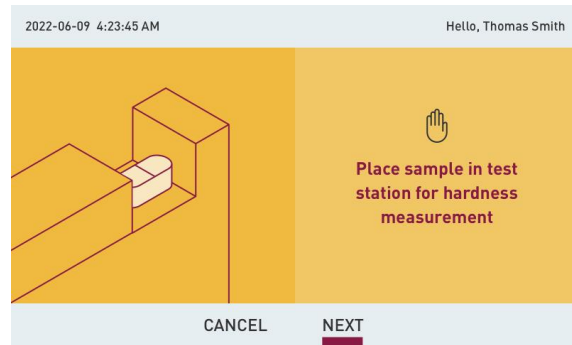 2022-06-09 4:23:45 AM
Hello, Thomas Smith
Place sample in test
station for hardness
measurement
CANCEL
NEXT